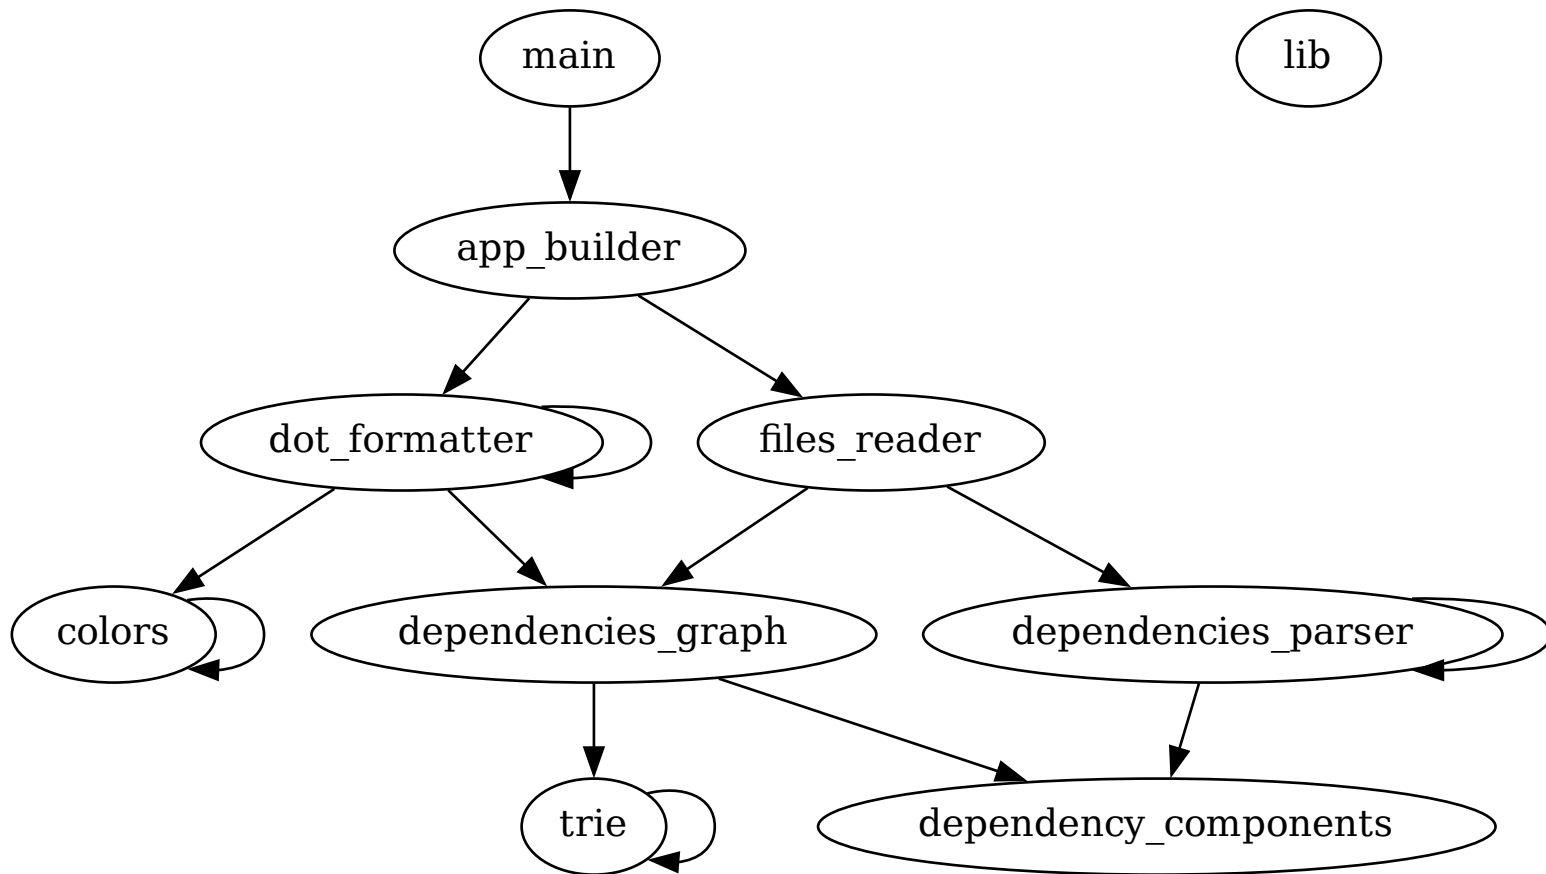 main
lib
app_builder
dot_formatter
files_reader
colors
dependencies_graph
dependencies_parser
trie
dependency_components